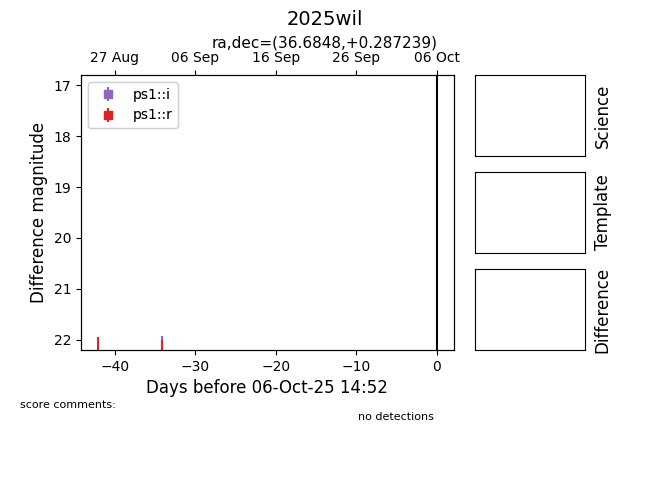 2025wil
ra,dec=(36.6848,+0.287239)
27 Aug 06 Sep 16 Sep 26 Sep 06 Oct
ps1::i
ps1::r
17
18
19
20
21
22
Difference magnitude
−40 −30 −20 −10 0
Days before 06-Oct-25 14:52
Science
Template
Difference
score comments:
no detections